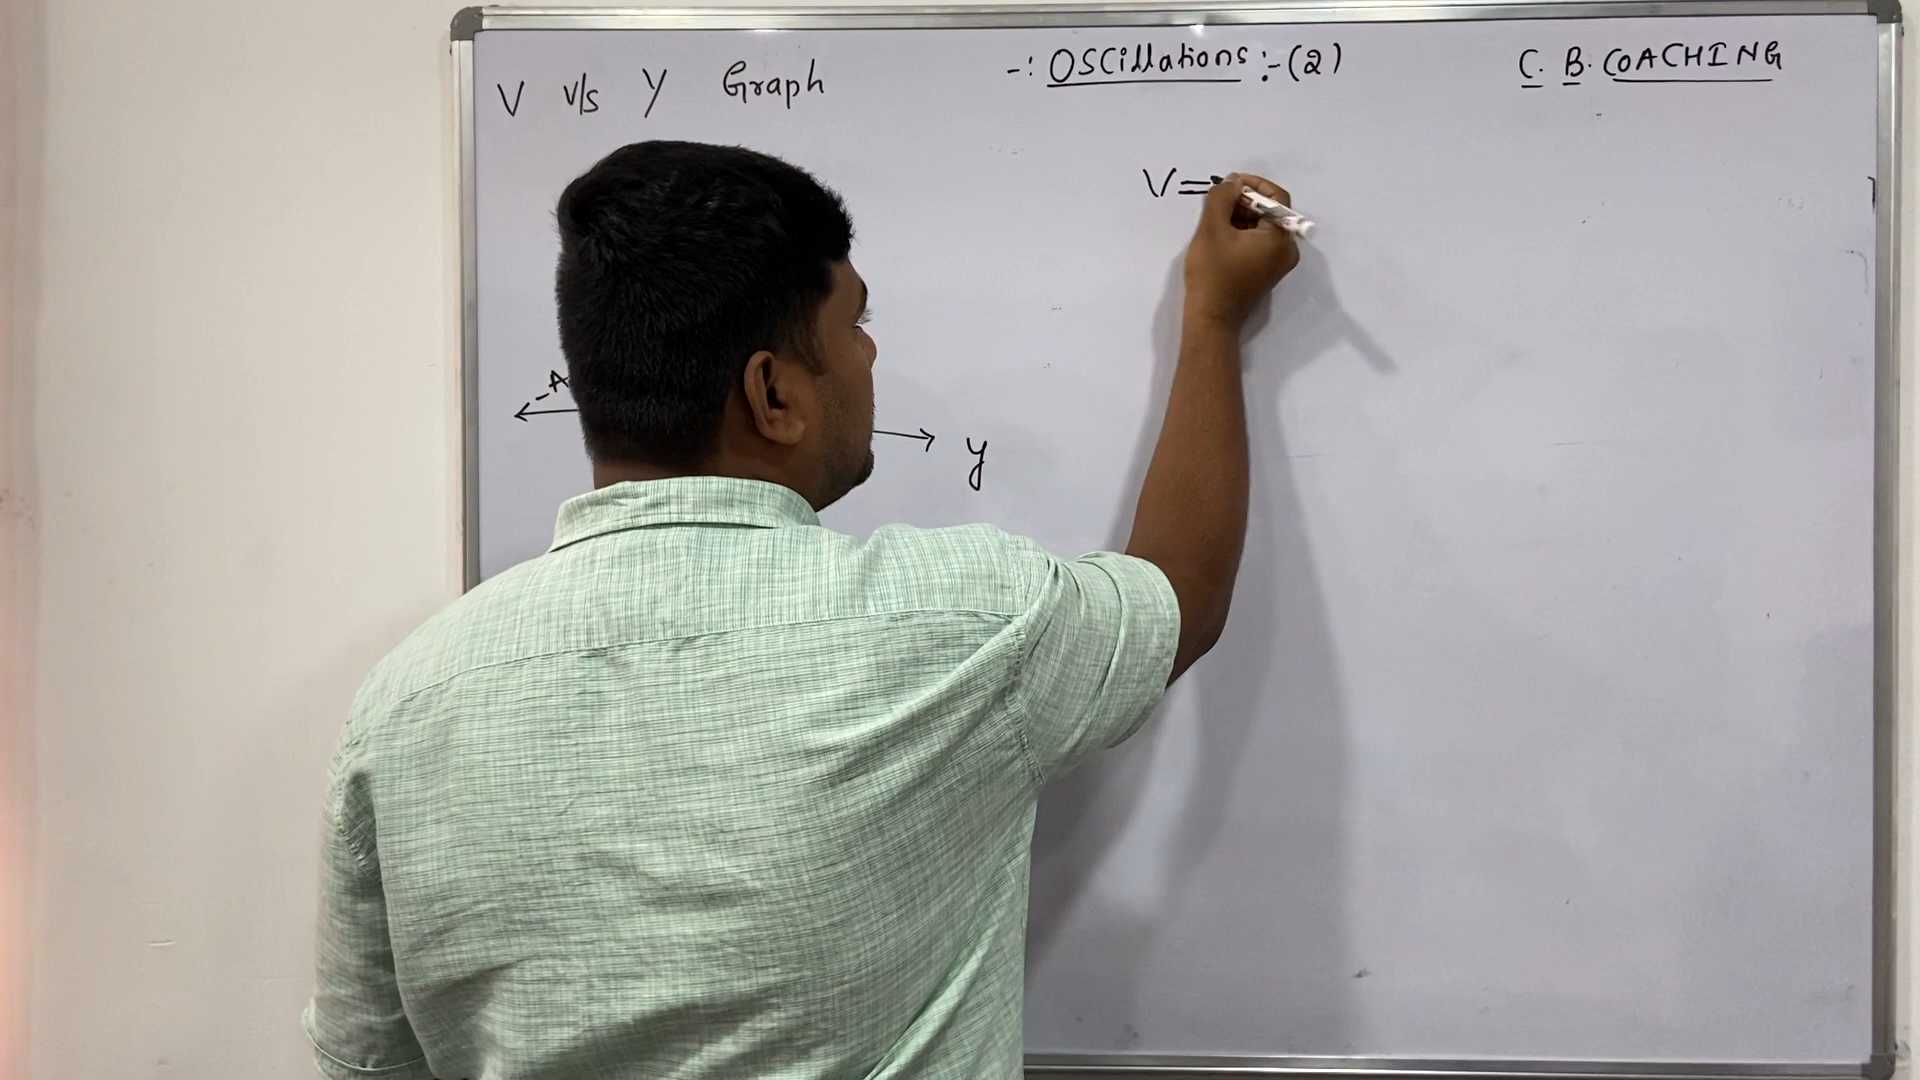 V v/s Y Graph
-: OSCillations :- (2)
C. B. COACHING
V =
-A
y